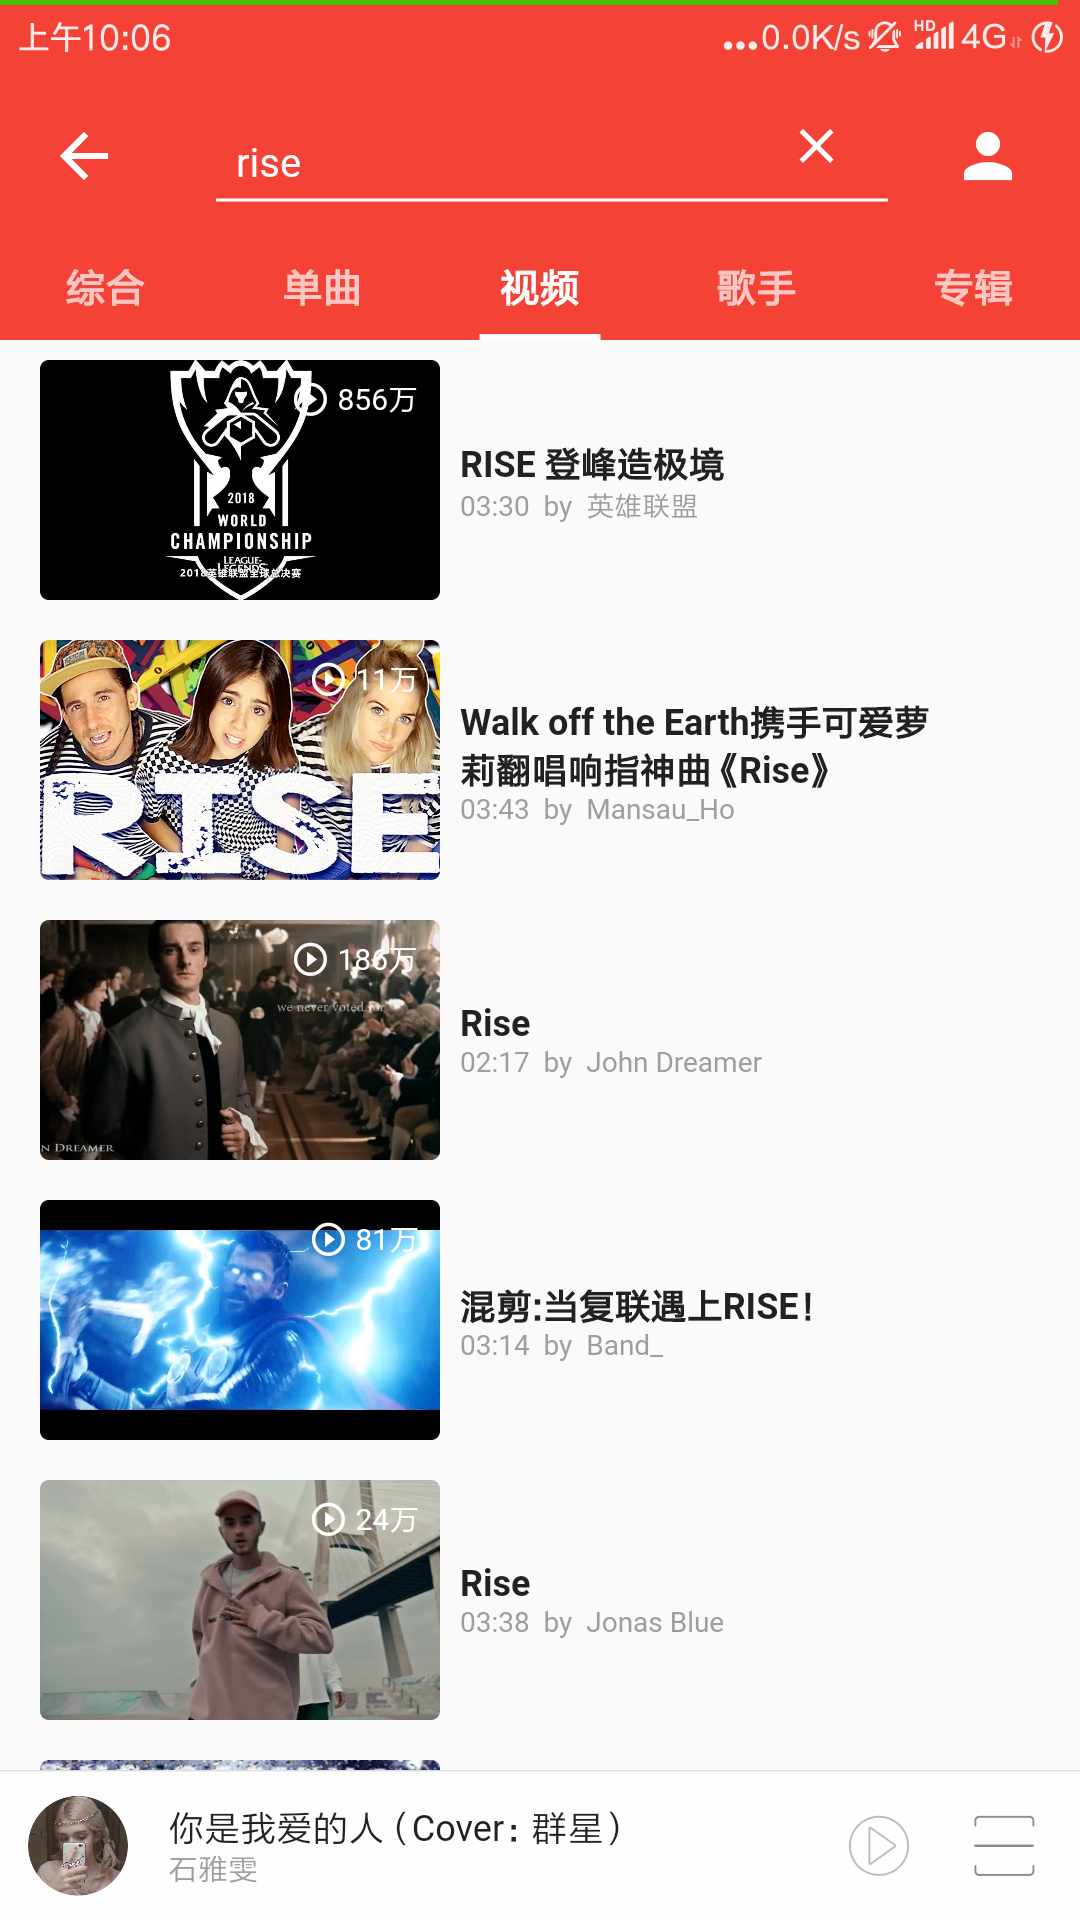 上午10:06
...0.0K/s HD 4G
rise
综合 单曲 视频 歌手 专辑
856万
2018
WORLD
CHAMPIONSHIP
LEAGUE
LEGENDS
2018英雄联盟全球总决赛
RISE 登峰造极境
03:30 by 英雄联盟
11万
RISE
Walk off the Earth携手可爱萝
莉翻唱响指神曲《Rise》
03:43 by Mansau_Ho
186万
we never voted for
N DREAMER
Rise
02:17 by John Dreamer
81万
混剪:当复联遇上RISE！
03:14 by Band_
24万
Rise
03:38 by Jonas Blue
你是我爱的人（Cover：群星）
石雅雯